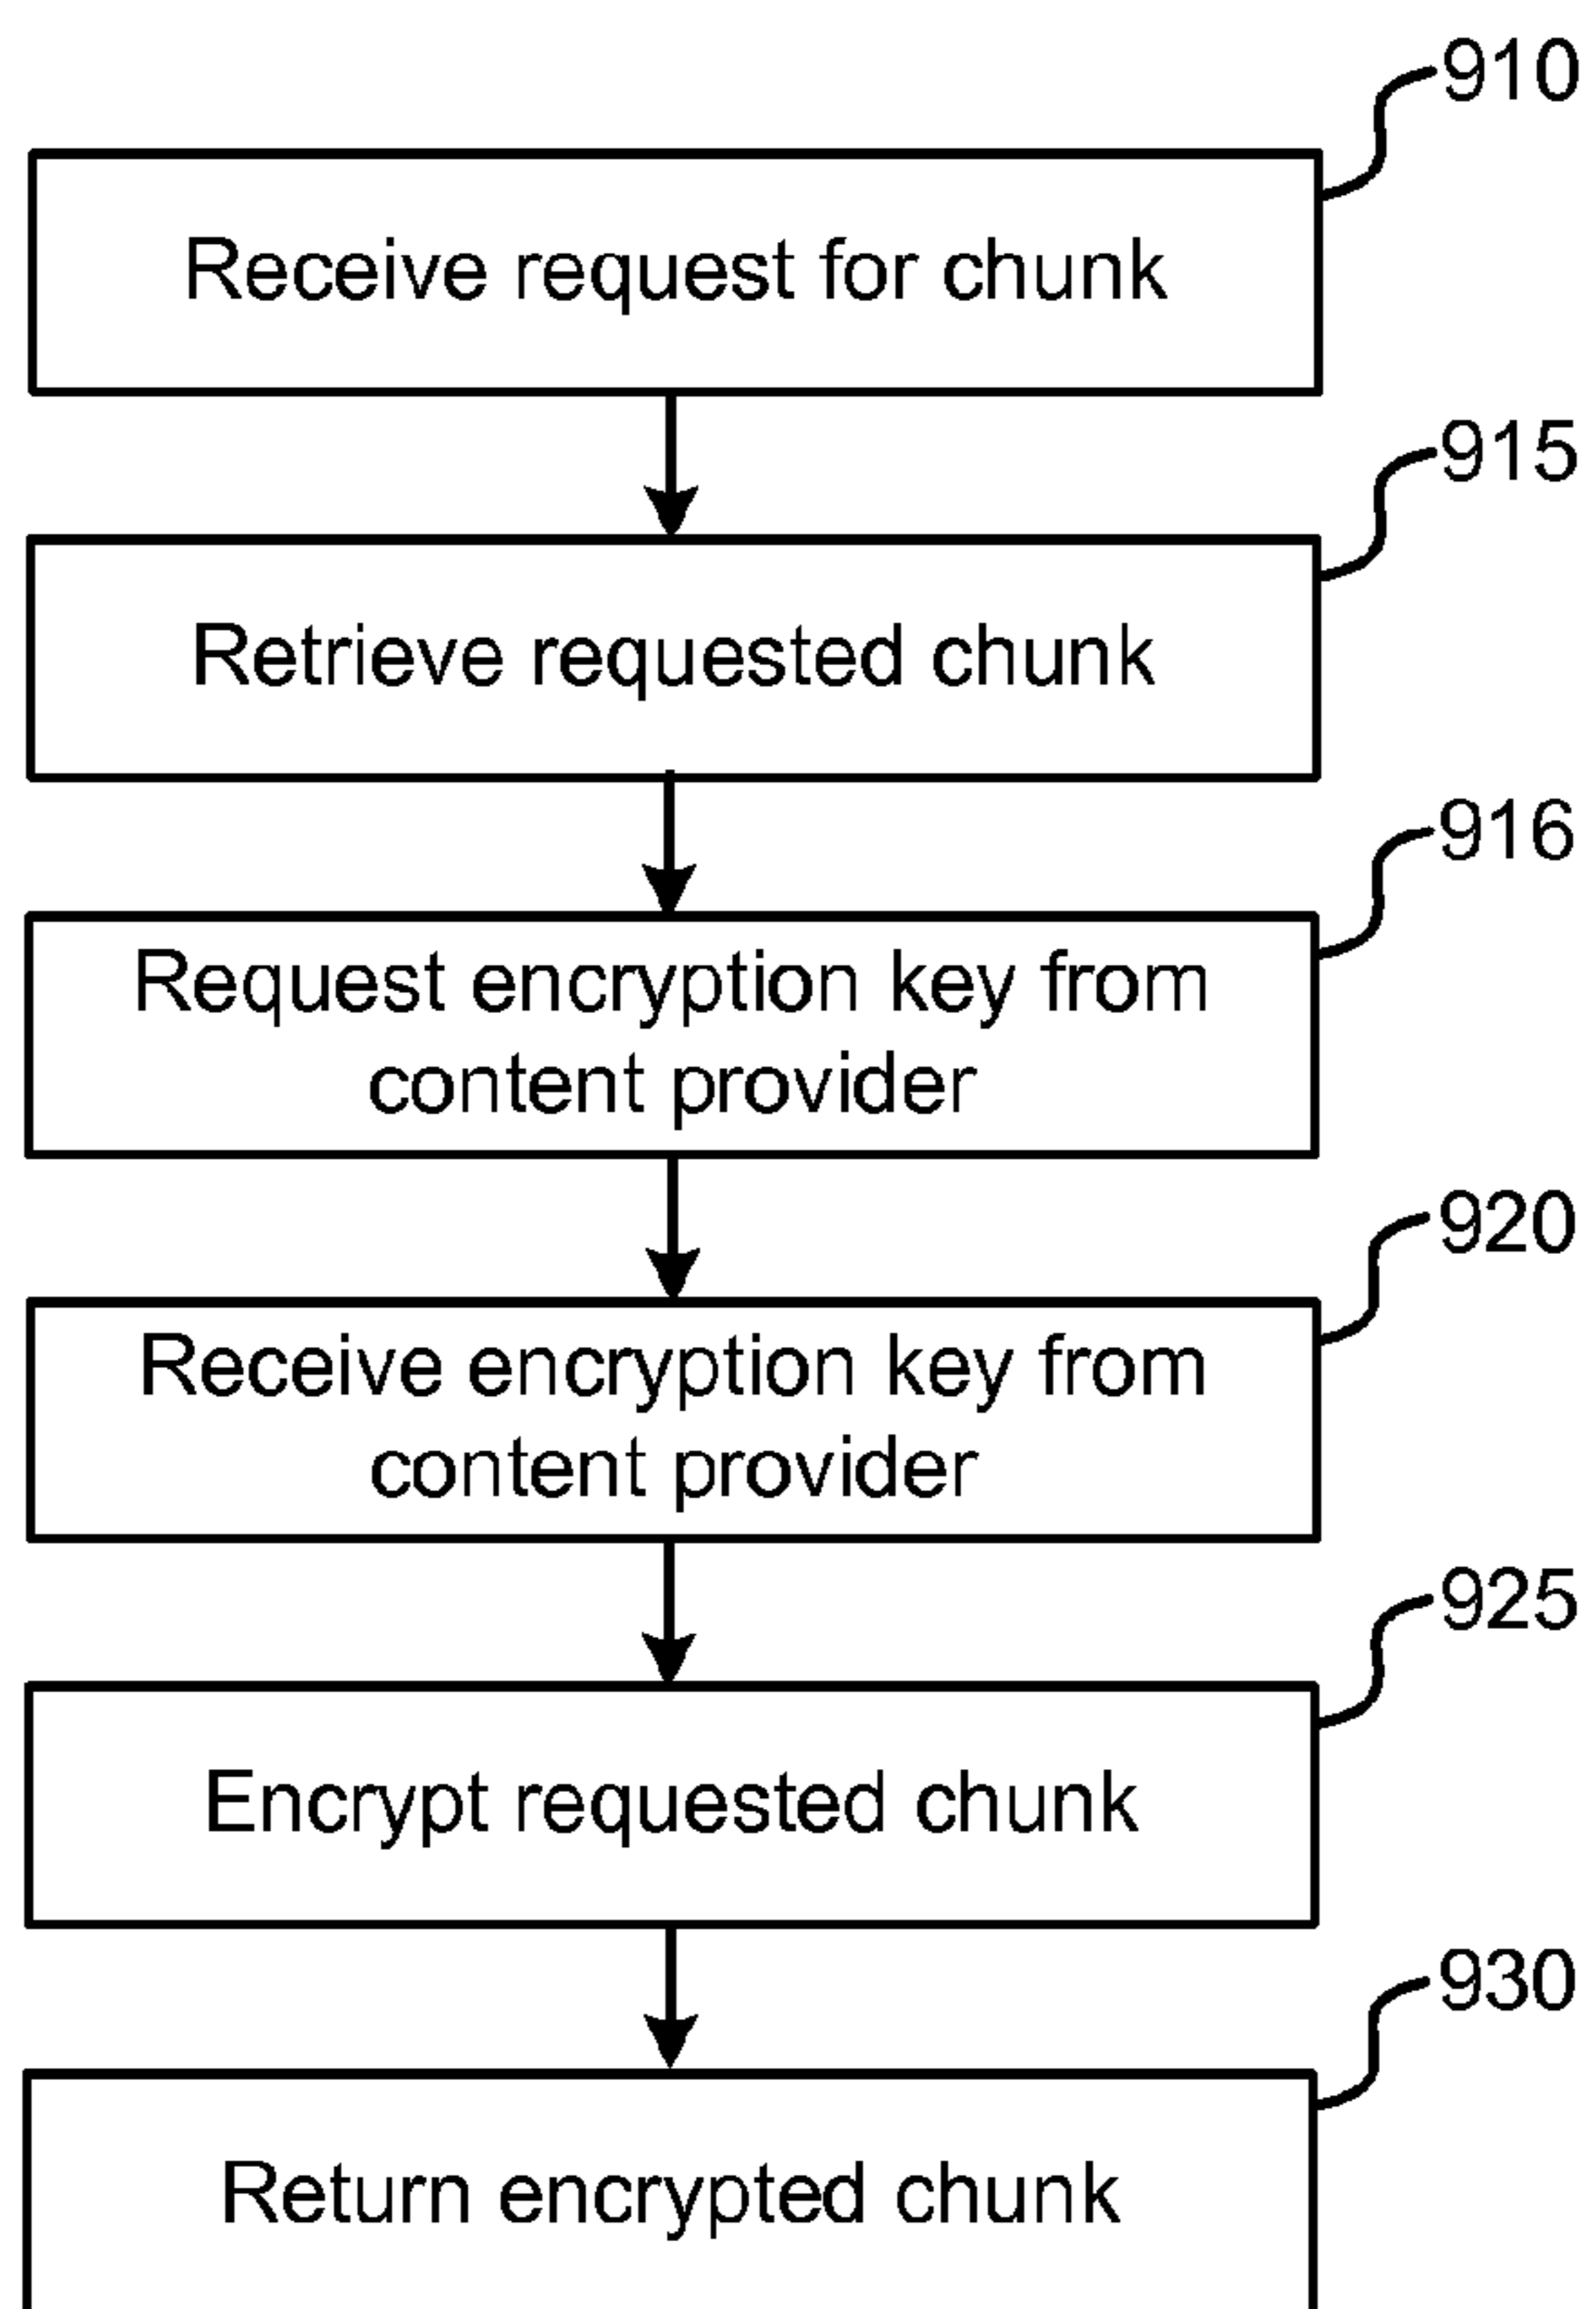 910
Receive request for chunk
915
Retrieve requested chunk
916
Request encryption key from
content provider
920
Receive encryption key from
content provider
925
Encrypt requested chunk
930
Return encrypted chunk